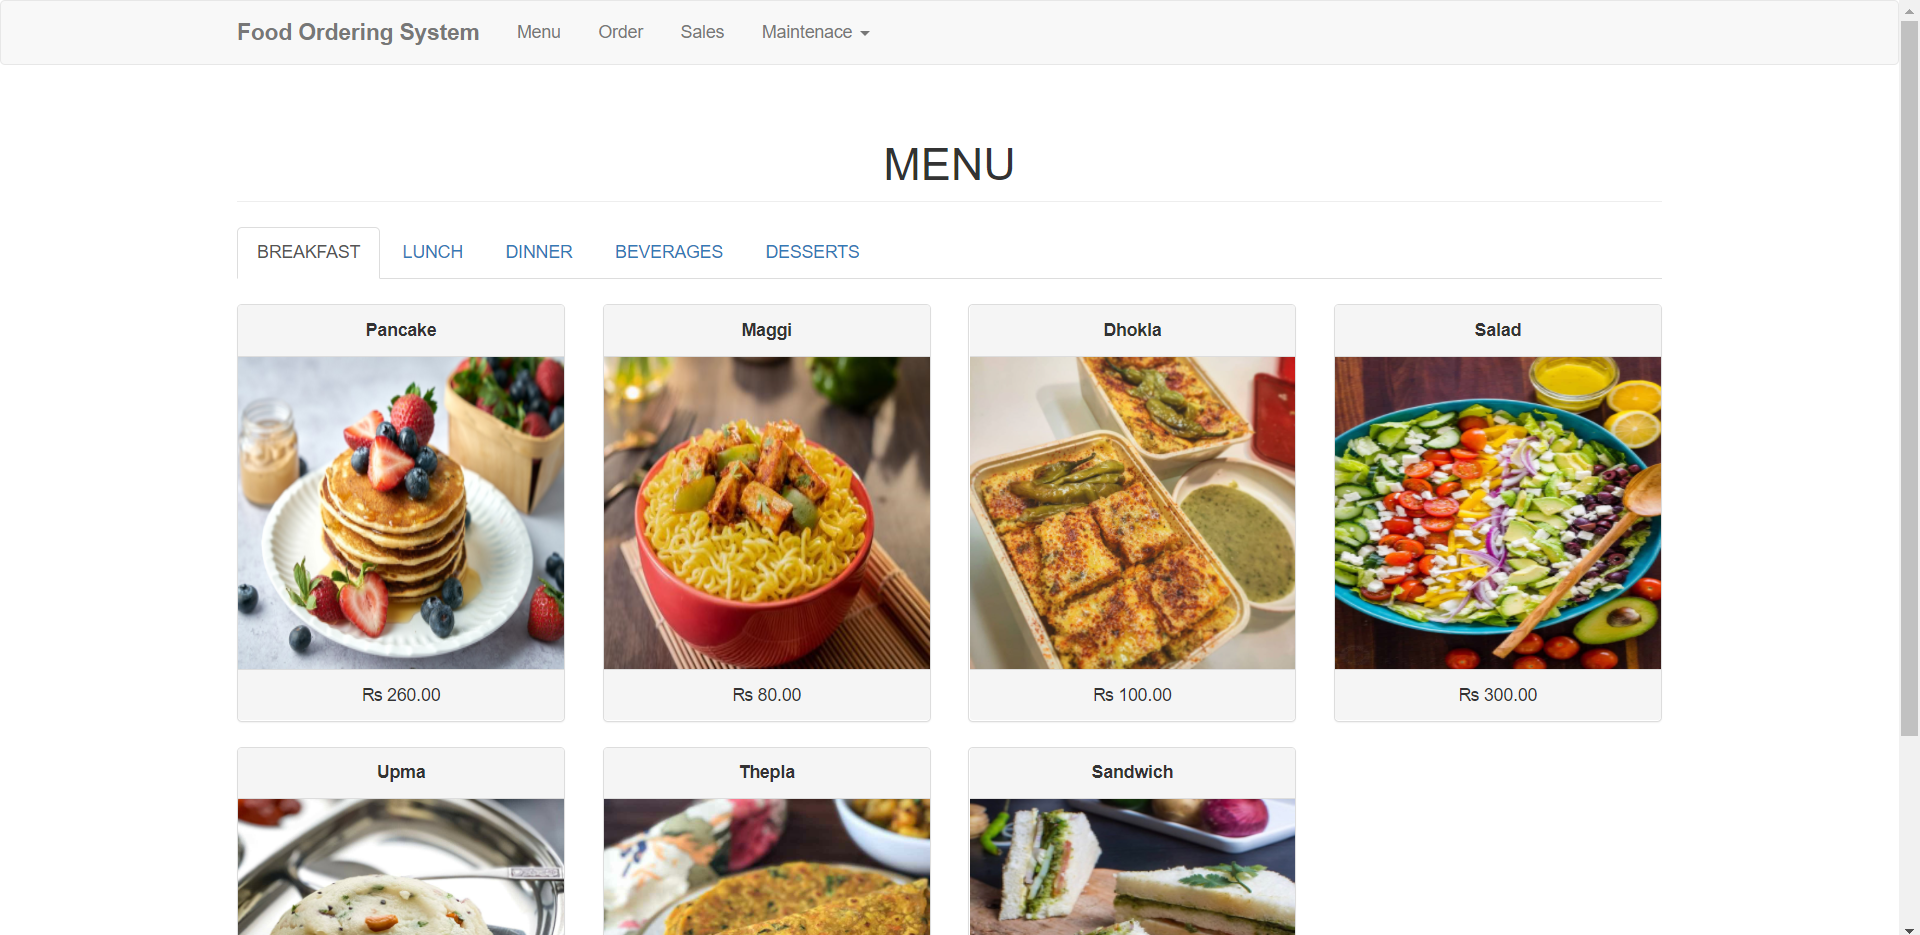 Food Ordering System Menu Order Sales Maintenace
MENU
BREAKFAST LUNCH DINNER BEVERAGES DESSERTS
Pancake Maggi Dhokla Salad
Rs 260.00 Rs 80.00 Rs 100.00 Rs 300.00
Upma Thepla Sandwich